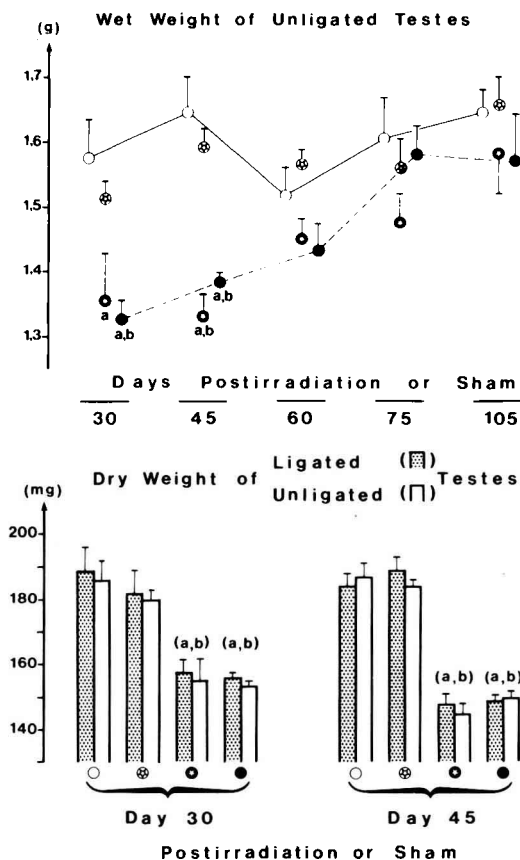 Wet Weight of Unligated Testes
(g)
1.7
1.6
1.5
1.4
1.3
a
a,b
a,b
a,b
Days Postirradiation or Sham
30 45 60 75 105
Dry Weight of Ligated ( ) Testes
Unligated ( )
(mg)
200
180
160
140
(a,b) (a,b) (a,b) (a,b)
Day 30 Day 45
Postirradiation or Sham